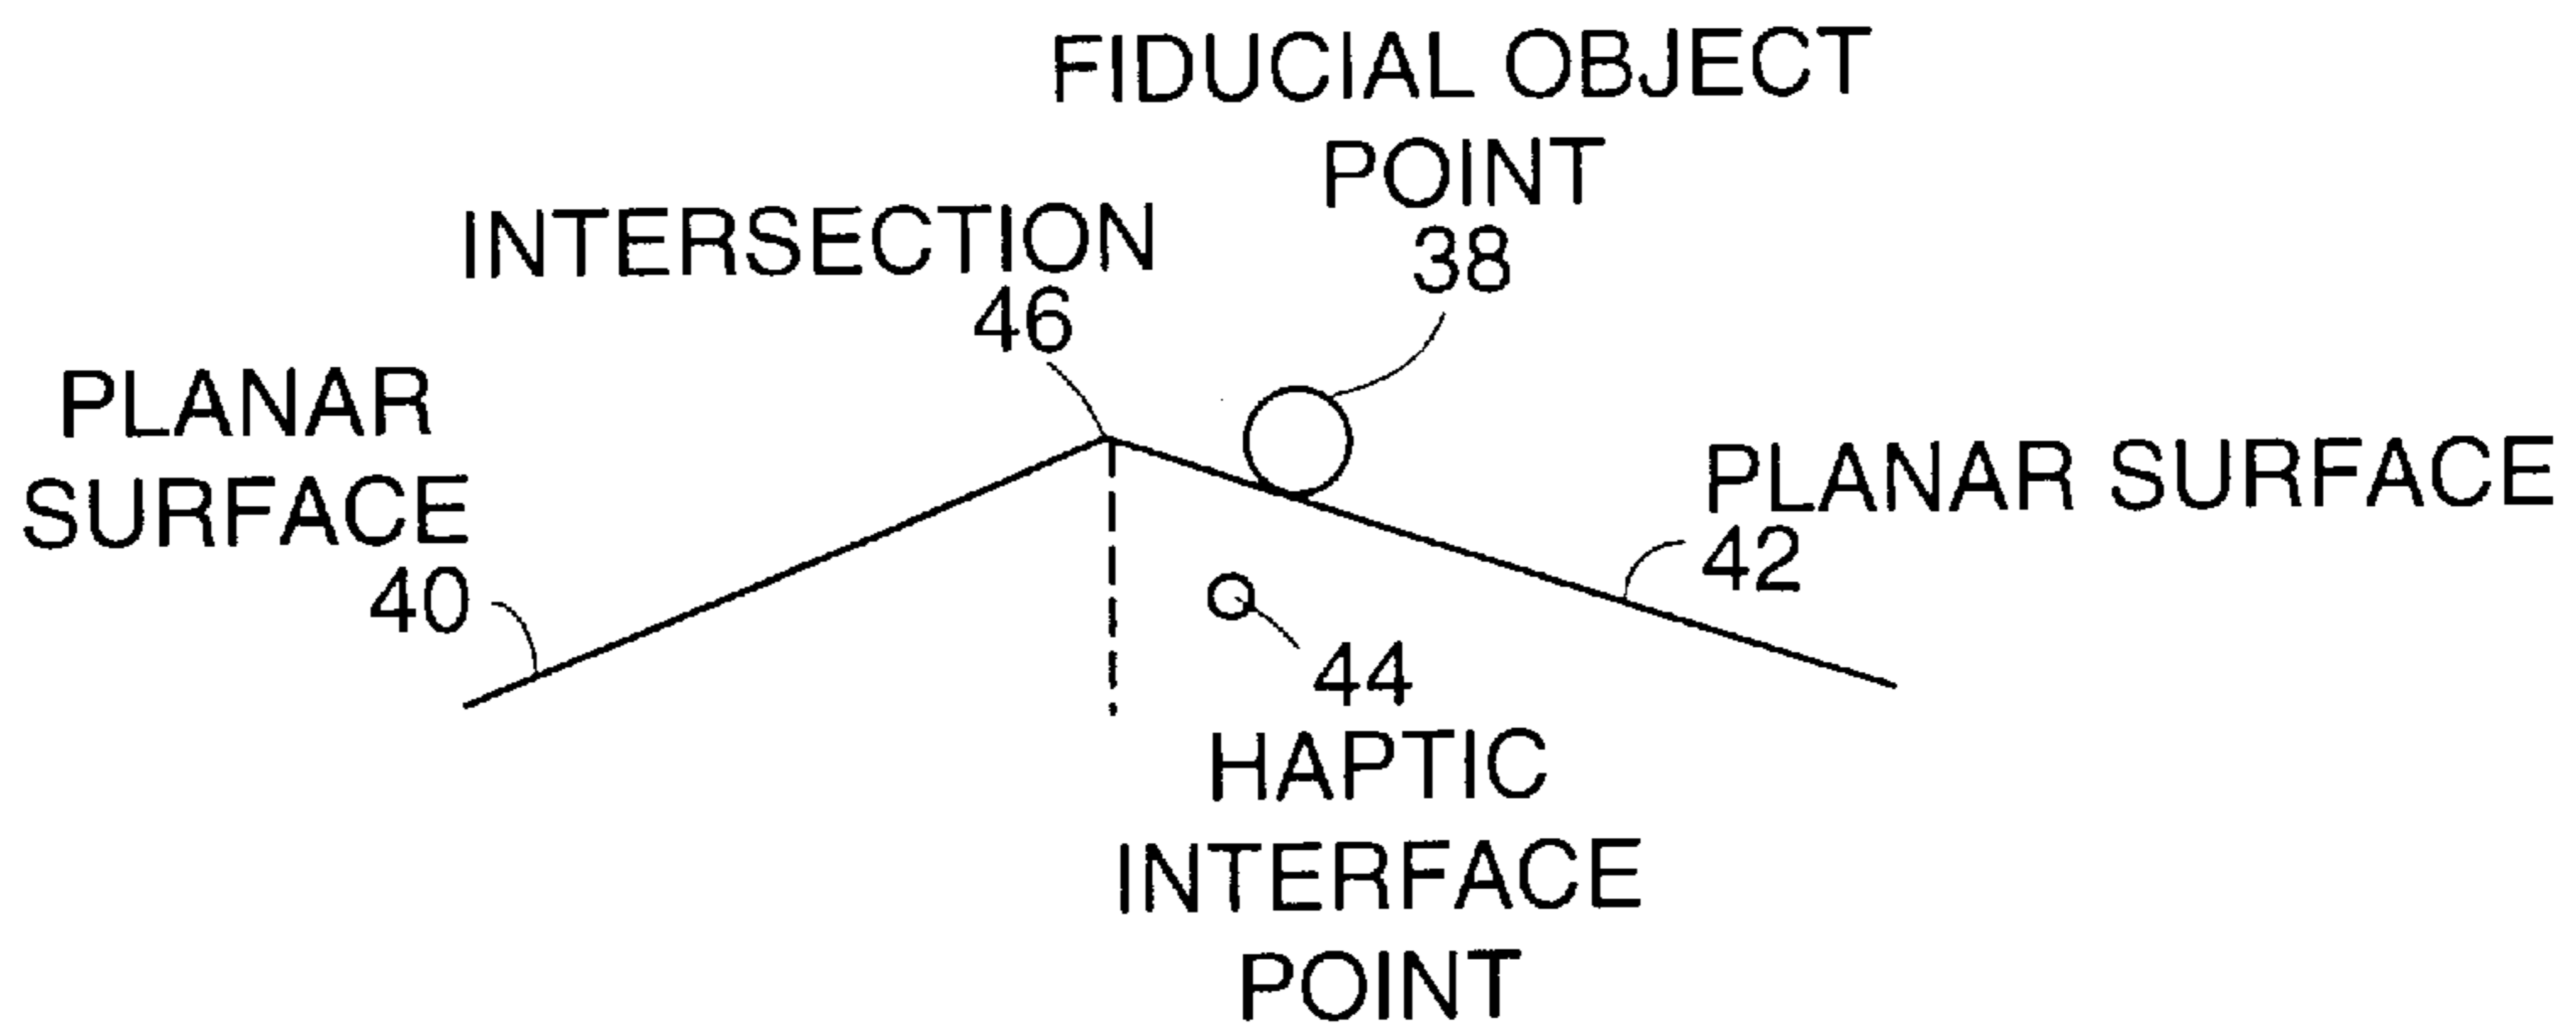 FIDUCIAL OBJECT
POINT
38
INTERSECTION
46
PLANAR
SURFACE
40
PLANAR SURFACE
42
44
HAPTIC
INTERFACE
POINT